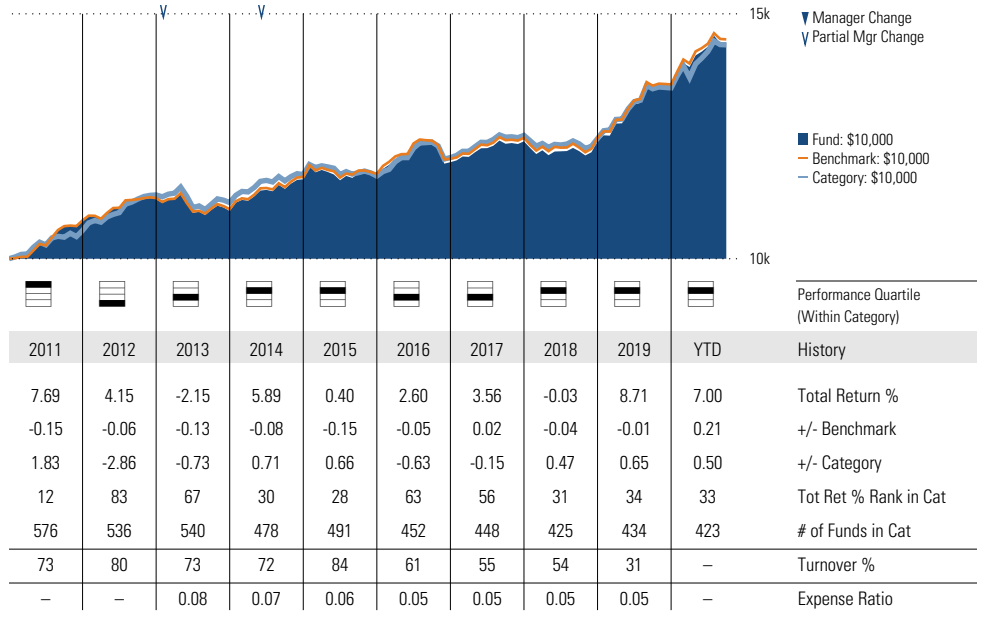 15k
Manager Change
Partial Mgr Change
Fund: $10,000
Benchmark: $10,000
Category: $10,000
10k
Performance Quartile
(Within Category)
2011 2012 2013 2014 2015 2016 2017 2018 2019 YTD History
7.69 4.15 -2.15 5.89 0.40 2.60 3.56 -0.03 8.71 7.00 Total Return %
-0.15 -0.06 -0.13 -0.08 -0.15 -0.05 0.02 -0.04 -0.01 0.21 +/- Benchmark
1.83 -2.86 -0.73 0.71 0.66 -0.63 -0.15 0.47 0.65 0.50 +/- Category
12 83 67 30 28 63 56 31 34 33 Tot Ret % Rank in Cat
576 536 540 478 491 452 448 425 434 423 # of Funds in Cat
73 80 73 72 84 61 55 54 31 – Turnover %
– – 0.08 0.07 0.06 0.05 0.05 0.05 0.05 – Expense Ratio